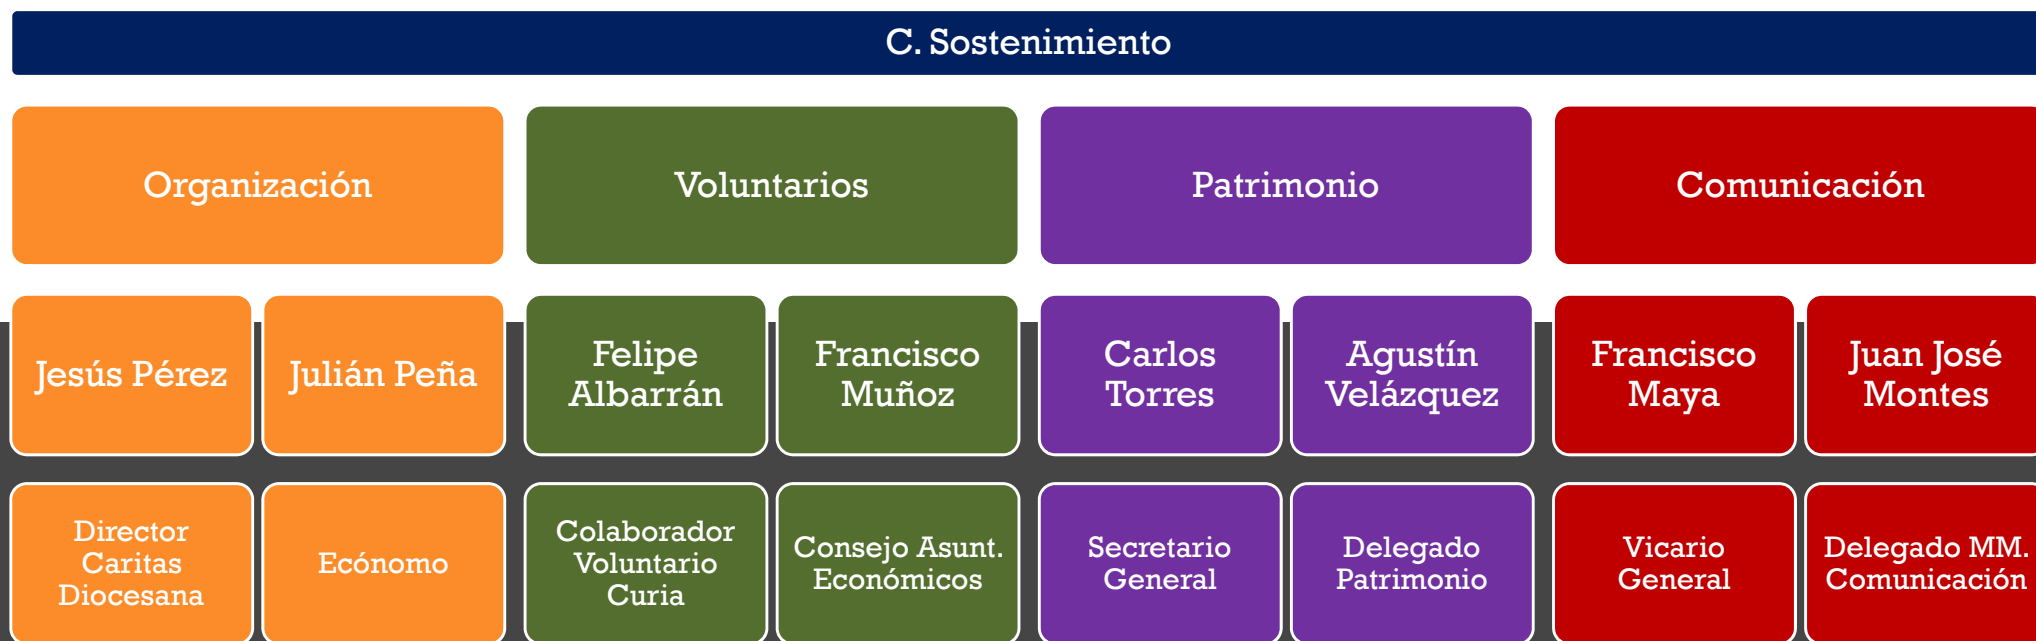 C. Sostenimiento
Organización
Voluntarios
Patrimonio
Comunicación
Jesús Pérez
Julián Peña
Felipe
Albarrán
Francisco
Muñoz
Carlos
Torres
Agustín
Velázquez
Francisco
Maya
Juan José
Montes
Director
Caritas
Diocesana
Ecónomo
Colaborador
Voluntario
Curia
Consejo Asunt.
Económicos
Secretario
General
Delegado
Patrimonio
Vicario
General
Delegado MM.
Comunicación